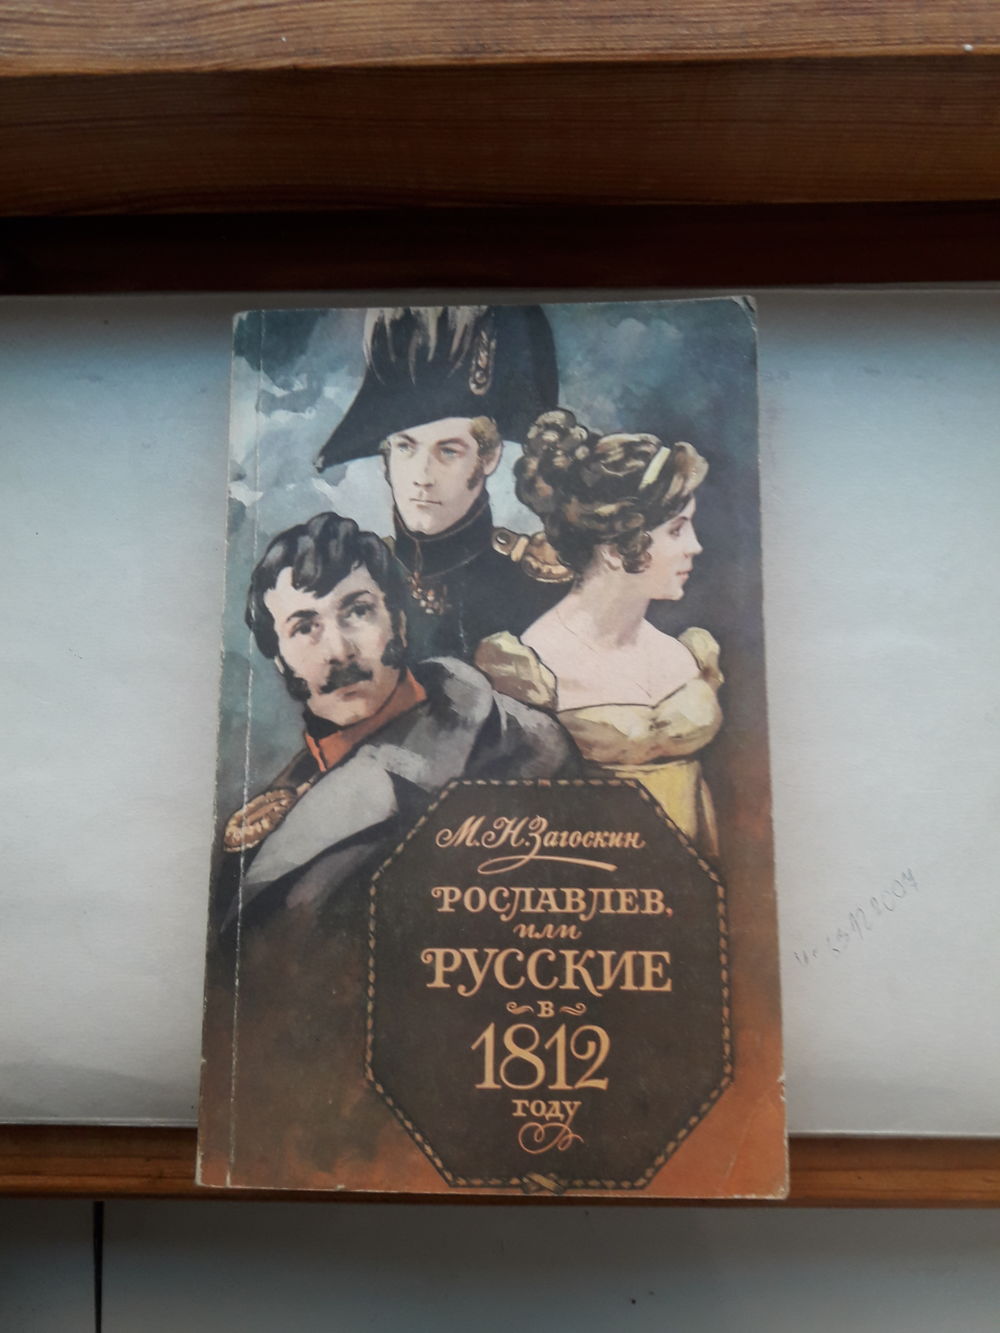 М.Н.Загоскин
РОСЛАВЛЕВ,
или
РУССКИЕ
в
1812
году